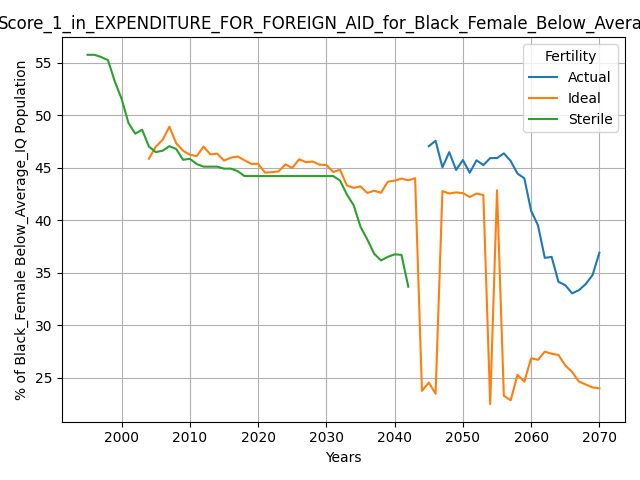 Score_1_in_EXPENDITURE_FOR_FOREIGN_AID_for_Black_Female_Below_Avera
% of Black_Female Below_Average_IQ Population
55
50
45
40
35
30
25
Fertility
Actual
Ideal
Sterile
2000 2010 2020 2030 2040 2050 2060 2070
Years